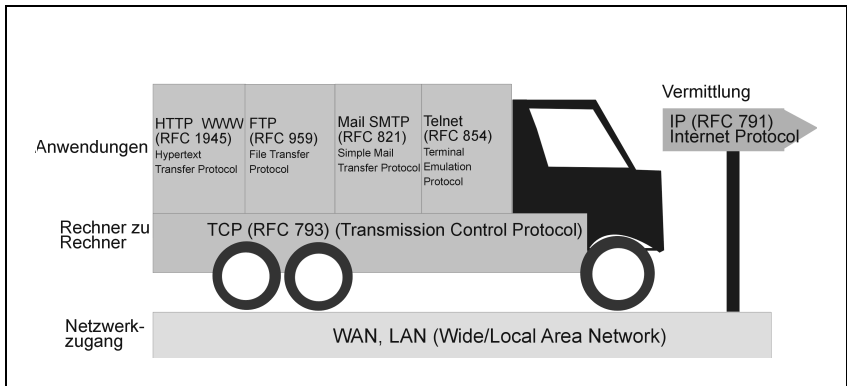 Vermittlung
HTTP WWW
(RFC 1945)
Hypertext
Transfer Protocol
FTP
(RFC 959)
File Transfer
Protocol
Mail SMTP
(RFC 821)
Simple Mail
Transfer Protocol
Telnet
(RFC 854)
Terminal
Emulation
Protocol
IP (RFC 791)
Internet Protocol
Anwendungen
Rechner zu
Rechner
TCP (RFC 793) (Transmission Control Protocol)
Netzwerk-
zugang
WAN, LAN (Wide/Local Area Network)